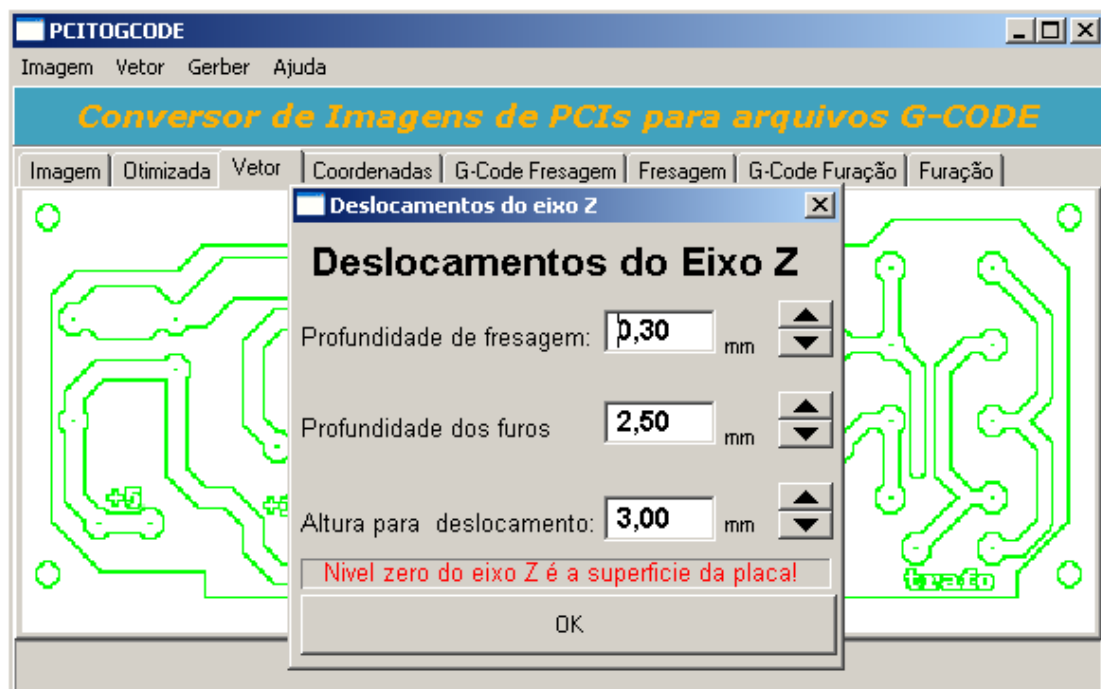 PCITOGCODE
Imagem Vetor Gerber Ajuda
Conversor de Imagens de PCIs para arquivos G-CODE
Imagem Otimizada Vetor Coordenadas G-Code Fresagem Fresagem G-Code Furação Furação
Deslocamentos do eixo Z
Deslocamentos do Eixo Z
Profundidade de fresagem: 0,30 mm
Profundidade dos furos 2,50 mm
+5
Altura para deslocamento: 3,00 mm
Nivel zero do eixo Z é a superficie da placa!
trafo
OK